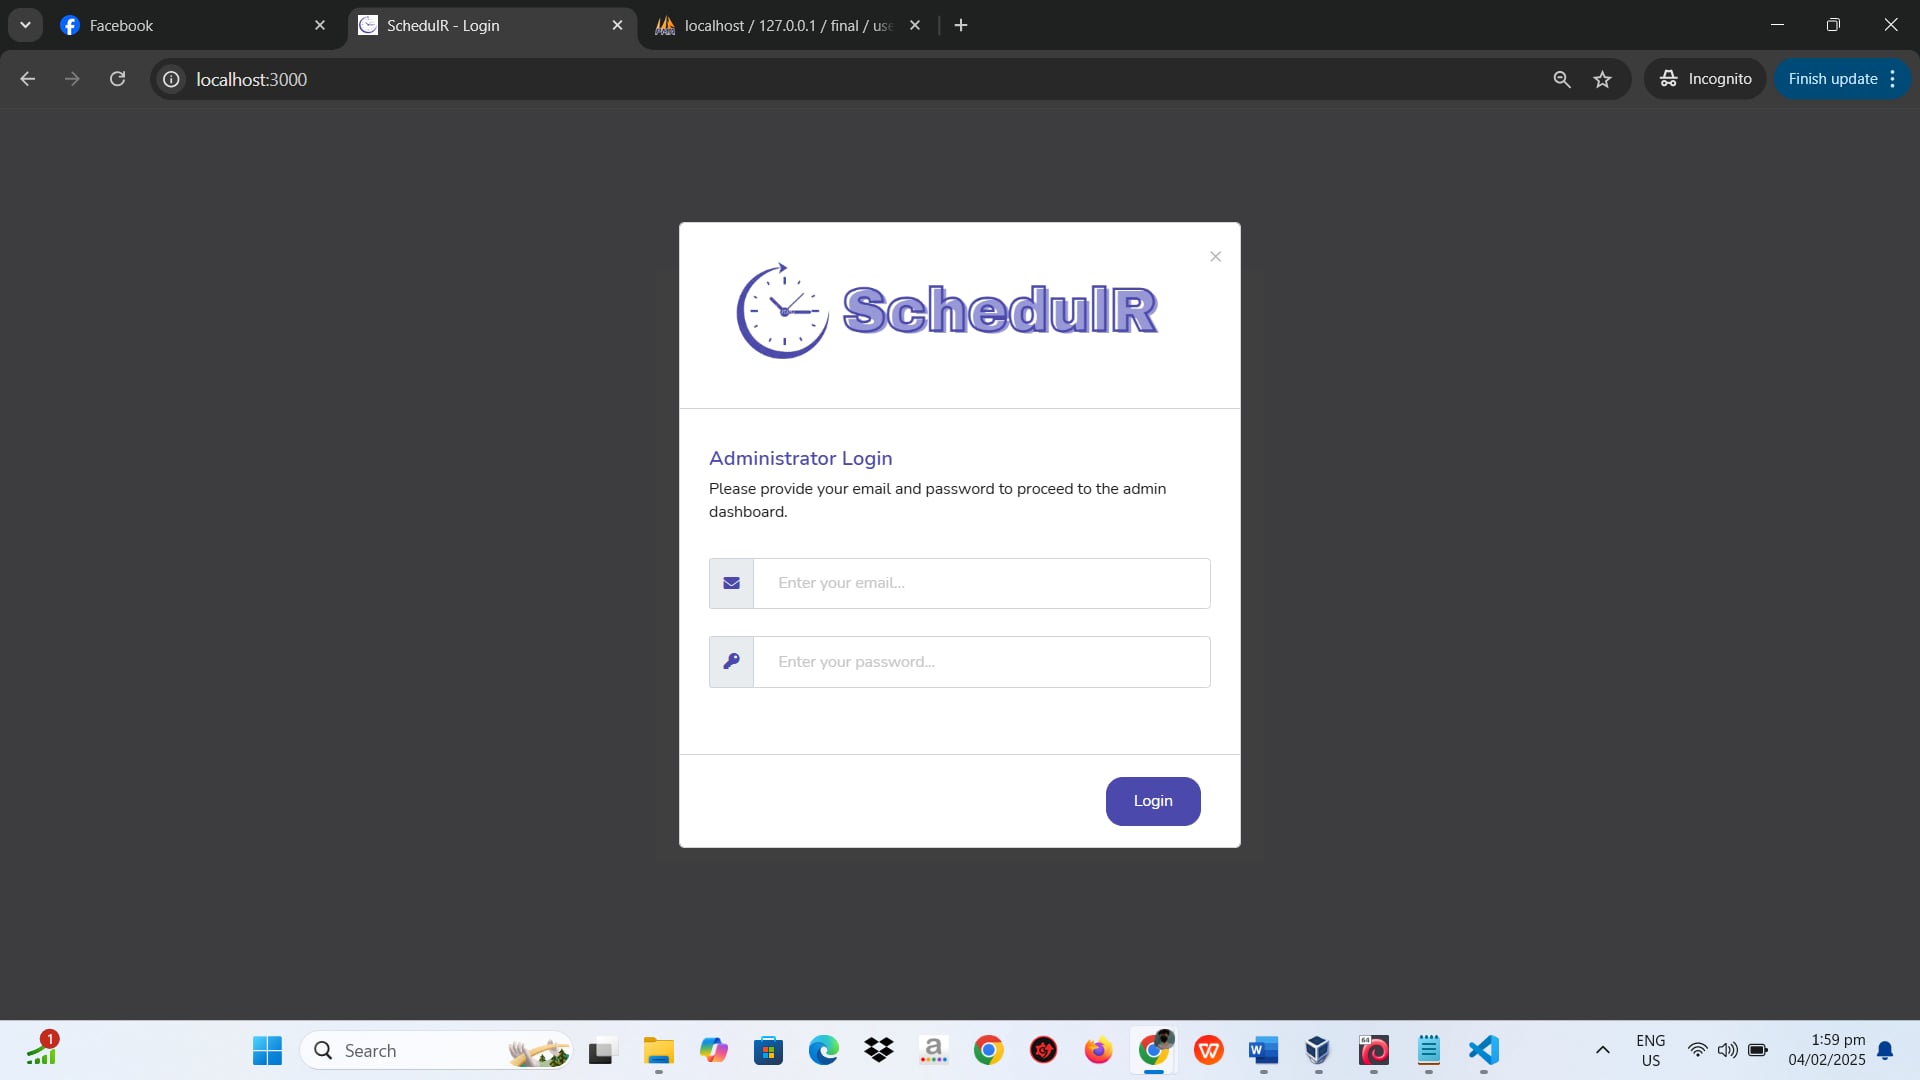 Facebook
SchedulR - Login
localhost / 127.0.0.1 / final / use
localhost:3000
Incognito
Finish update
SchedulR
Administrator Login
Please provide your email and password to proceed to the admin
dashboard.
Enter your email...
Enter your password...
Login
1
Search
a
W
W
64
ENG
US
1:59 pm
04/02/2025